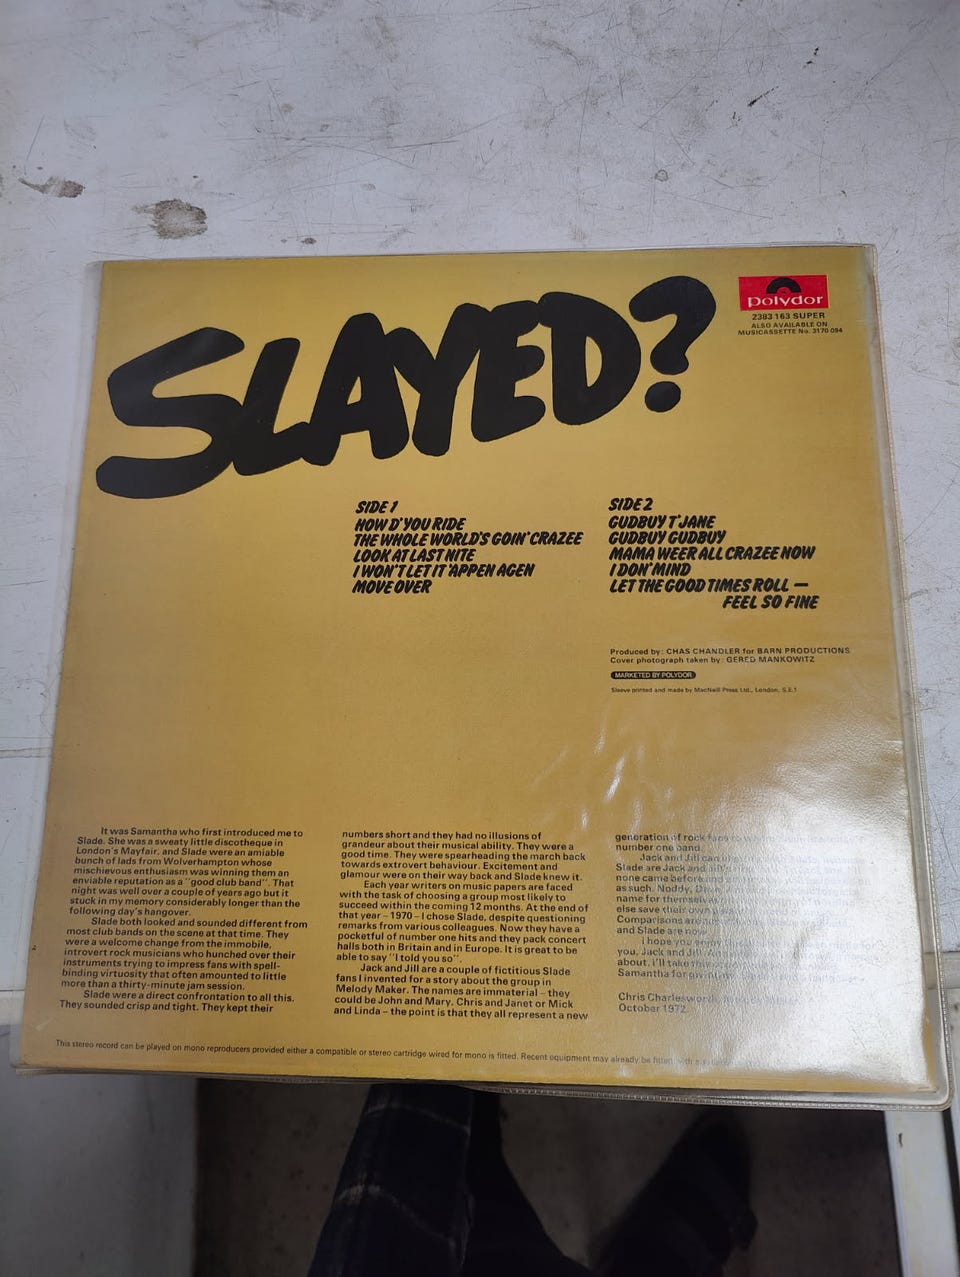 SLAYED?
polydor
2383 163 SUPER
ALSO AVAILABLE ON
MUSICASSETTE No. 3170 094
SIDE 1
HOW D'YOU RIDE
THE WHOLE WORLD'S GOIN' CRAZEE
LOOK AT LAST NITE
I WON'T LET IT 'APPEN AGEN
MOVE OVER
SIDE 2
GUDBUY T'JANE
GUDBUY GUDBUY
MAMA WEER ALL CRAZEE NOW
I DON' MIND
LET THE GOOD TIMES ROLL —
FEEL SO FINE
Produced by: CHAS CHANDLER for BARN PRODUCTIONS
Cover photograph taken by: GERED MANKOWITZ
MARKETED BY POLYDOR
Sleeve printed and made by MacNeill Press Ltd., London, S.E.1
It was Samantha who first introduced me to
Slade. She was a sweaty little discotheque in
London's Mayfair, and Slade were an amiable
bunch of lads from Wolverhampton whose
mischievous enthusiasm was winning them an
enviable reputation as a "good club band". That
night was well over a couple of years ago but it
stuck in my memory considerably longer than the
following day's hangover.
Slade both looked and sounded different from
most club bands on the scene at that time. They
were a welcome change from the immobile,
introvert rock musicians who hunched over their
instruments trying to impress fans with spell-
binding virtuosity that often amounted to little
more than a thirty-minute jam session.
Slade were a direct confrontation to all this.
They sounded crisp and tight. They kept their
numbers short and they had no illusions of
grandeur about their musical ability. They were a
good time. They were spearheading the march back
towards extrovert behaviour. Excitement and
glamour were on their way back and Slade knew it.
Each year writers on music papers are faced
with the task of choosing a group most likely to
succeed within the coming 12 months. At the end of
that year – 1970 – I chose Slade, despite questioning
remarks from various colleagues. Now they have a
pocketful of number one hits and they pack concert
halls both in Britain and in Europe. It is great to be
able to say "I told you so".
Jack and Jill are a couple of fictitious Slade
fans I invented for a story about the group in
Melody Maker. The names are immaterial – they
could be John and Mary, Chris and Janet or Mick
and Linda – the point is that they all represent a new
generation of rock
number one band.
Jack and Jill can
Slade are Jack and
none came before and
as such. Noddy,
name for themselves
else save their own
Comparisons are
and Slade are now.
I hope you enjoy
you, Jack and Jill.
about. I'll take
Samantha for
Chris Charlesworth,
October 1972.
This stereo record can be played on mono reproducers provided either a compatible or stereo cartridge wired for mono is fitted. Recent equipment may already be fitted with a